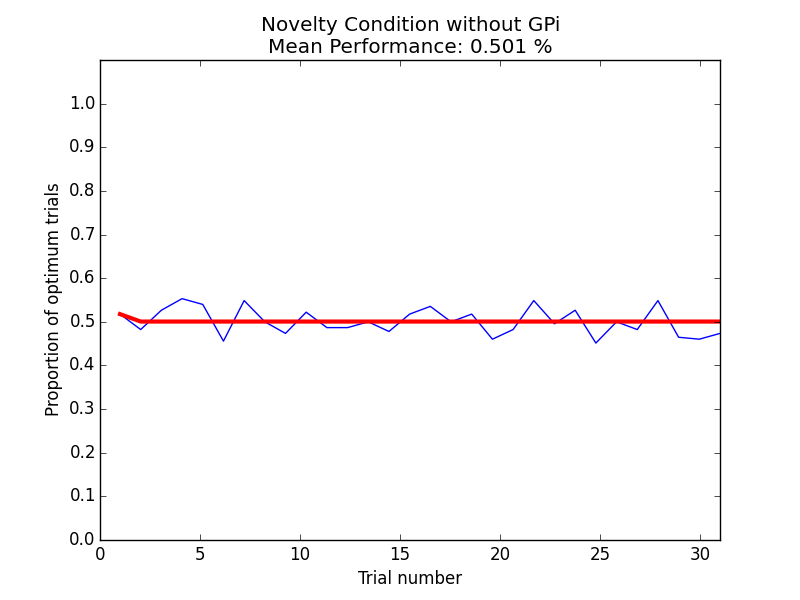 Novelty Condition without GPi
Mean Performance: 0.501 %
1.0
0.9
0.8
0.7
0.6
0.5
0.4
0.3
0.2
0.1
0.0
Proportion of optimum trials
0 5 10 15 20 25 30
Trial number